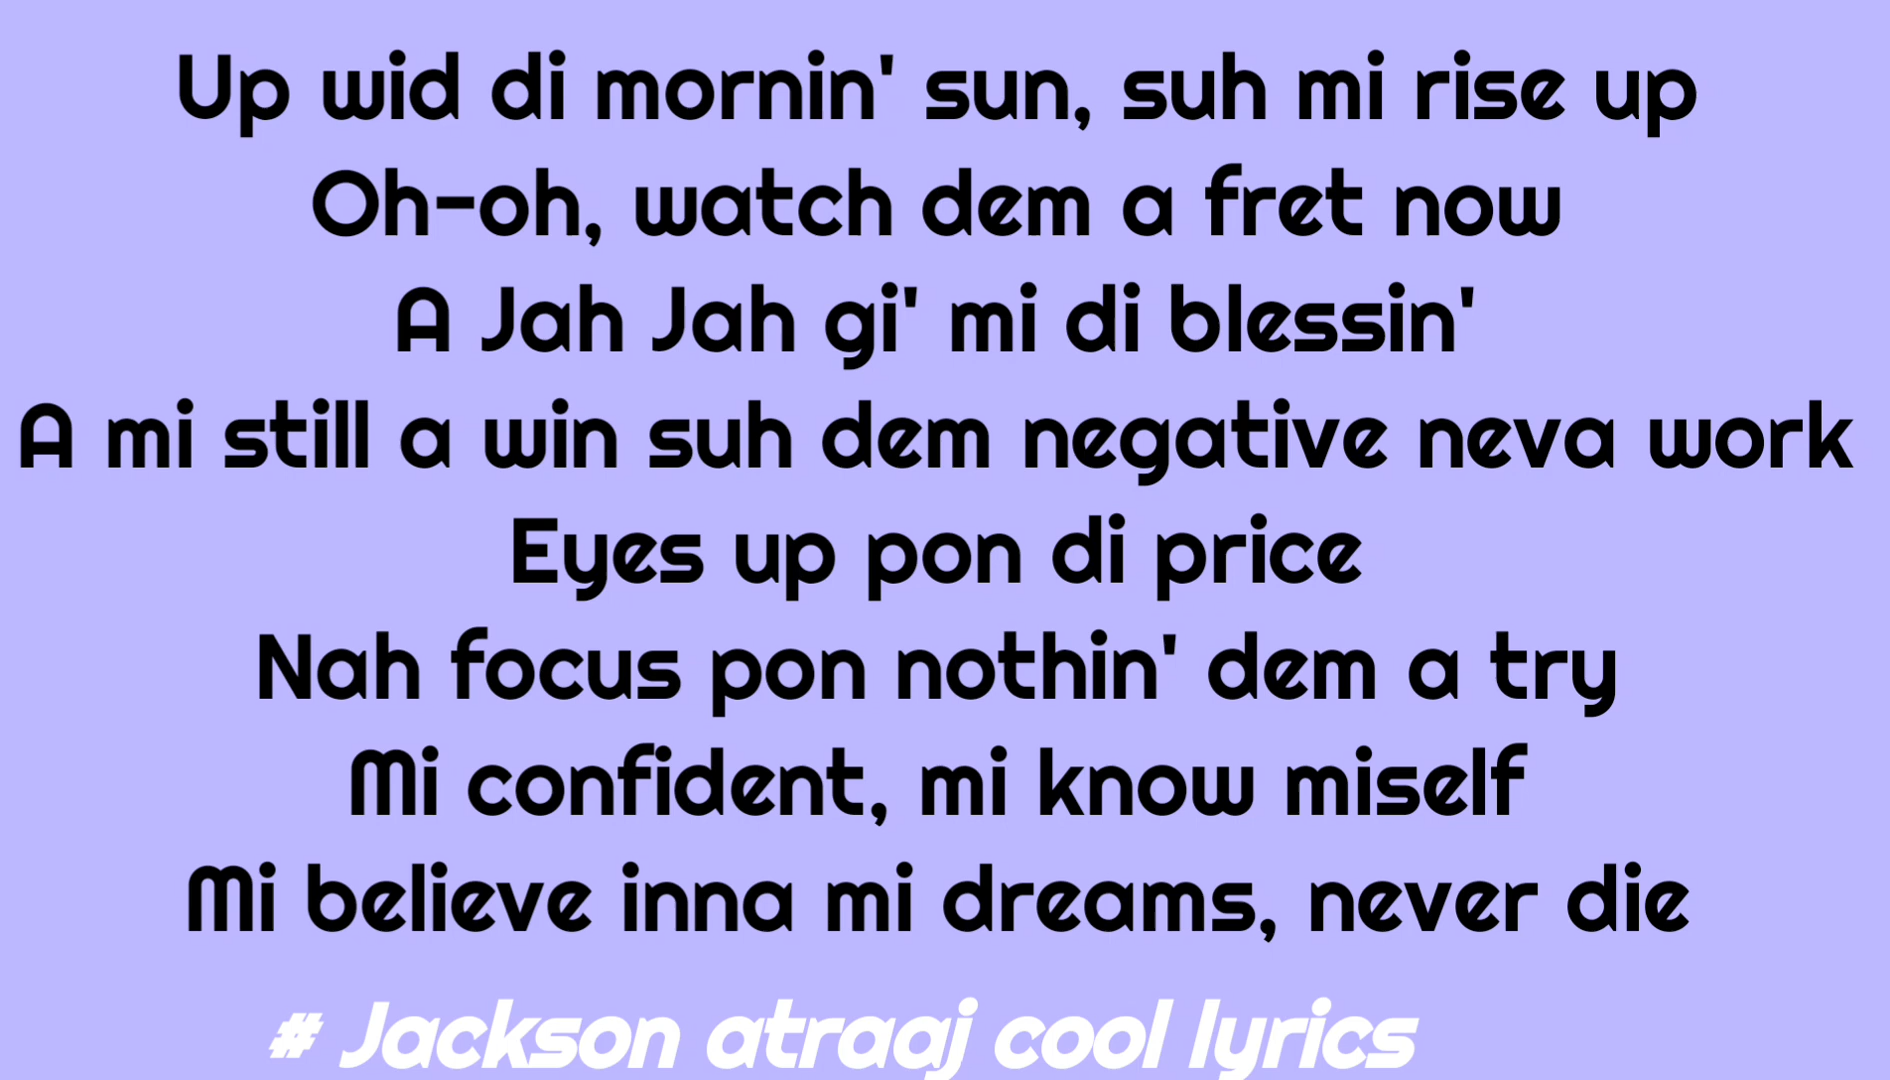 Up wid di mornin' sun, suh mi rise up
Oh-oh, watch dem a fret now
A Jah Jah gi' mi di blessin'
A mi still a win suh dem negative neva work
Eyes up pon di price
Nah focus pon nothin' dem a try
Mi confident, mi know miself
Mi believe inna mi dreams, never die
# Jackson atraaj cool lyrics